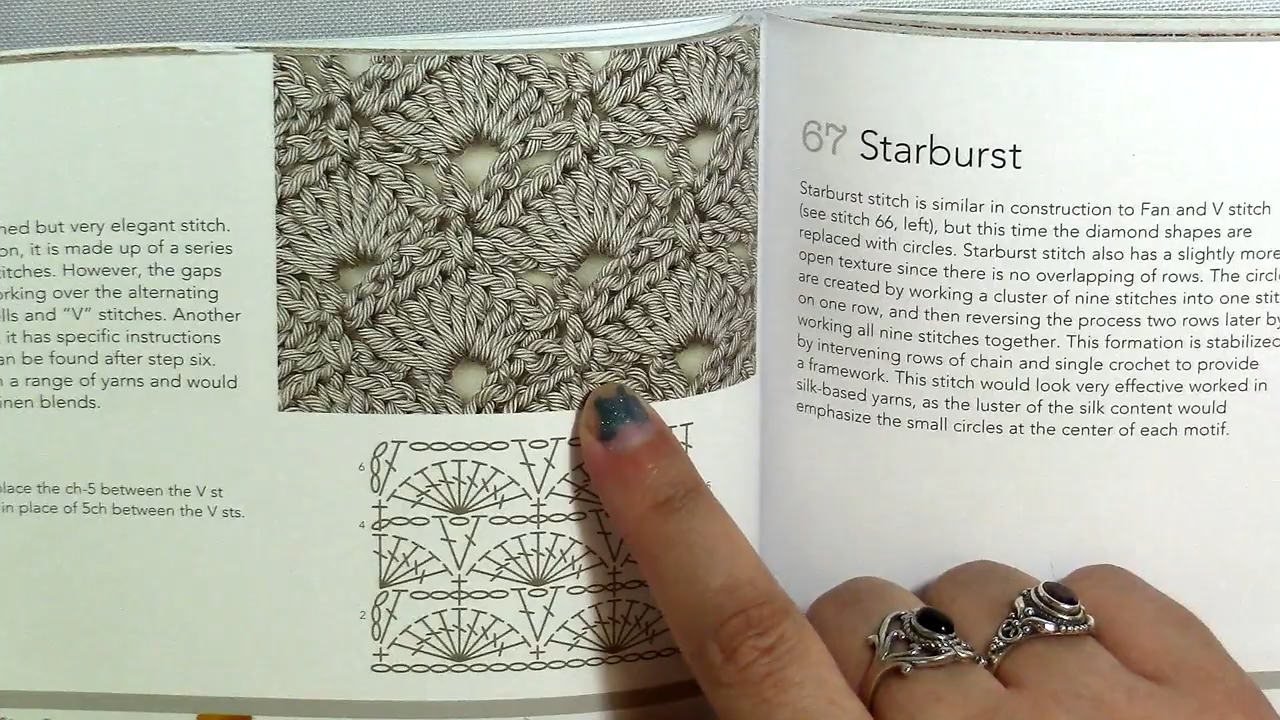 ned but very elegant stitch.
on, it is made up of a series
titches. However, the gaps
orking over the alternating
lls and “V” stitches. Another
it has specific instructions
an be found after step six.
a range of yarns and would
inen blends.
lace the ch-5 between the V st
in place of 5ch between the V sts.
6
4
2
67 Starburst
Starburst stitch is similar in construction to Fan and V stitch
(see stitch 66, left), but this time the diamond shapes are
replaced with circles. Starburst stitch also has a slightly more
open texture since there is no overlapping of rows. The circl
are created by working a cluster of nine stitches into one stit
on one row, and then reversing the process two rows later by
working all nine stitches together. This formation is stabilized
by intervening rows of chain and single crochet to provide
a framework. This stitch would look very effective worked in
silk-based yarns, as the luster of the silk content would
emphasize the small circles at the center of each motif.